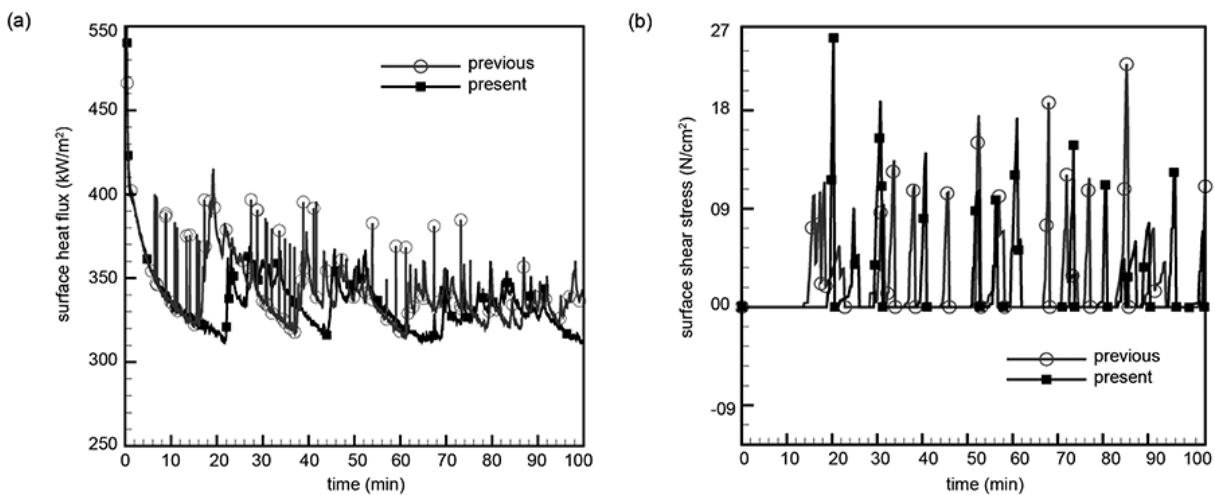 (a)
550
450
400
350
300
250
surface heat flux (kW/m²)
0 10 20 30 40 50 60 70 80 90 100
time (min)
previous
present
(b)
27
18
09
00
-09
surface shear stress (N/cm²)
0 10 20 30 40 50 60 70 80 90 100
time (min)
previous
present